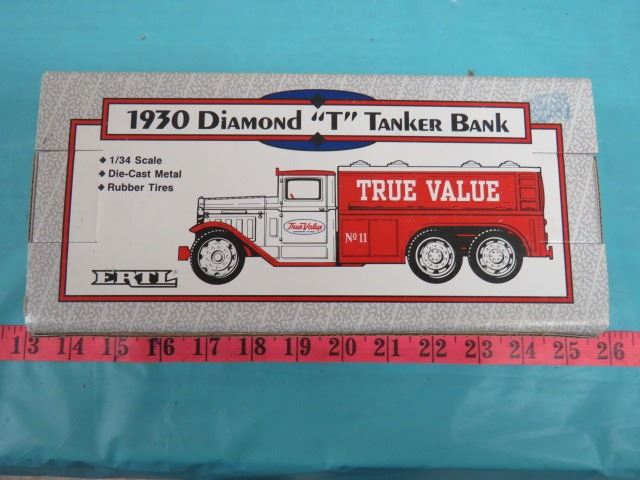 1930 Diamond "T" Tanker Bank
◆ 1/34 Scale
◆ Die-Cast Metal
◆ Rubber Tires
TRUE VALUE
True Value
Nº 11
ERTL
13 14 15 16 17 18 19 20 21 22 23 24 25 26